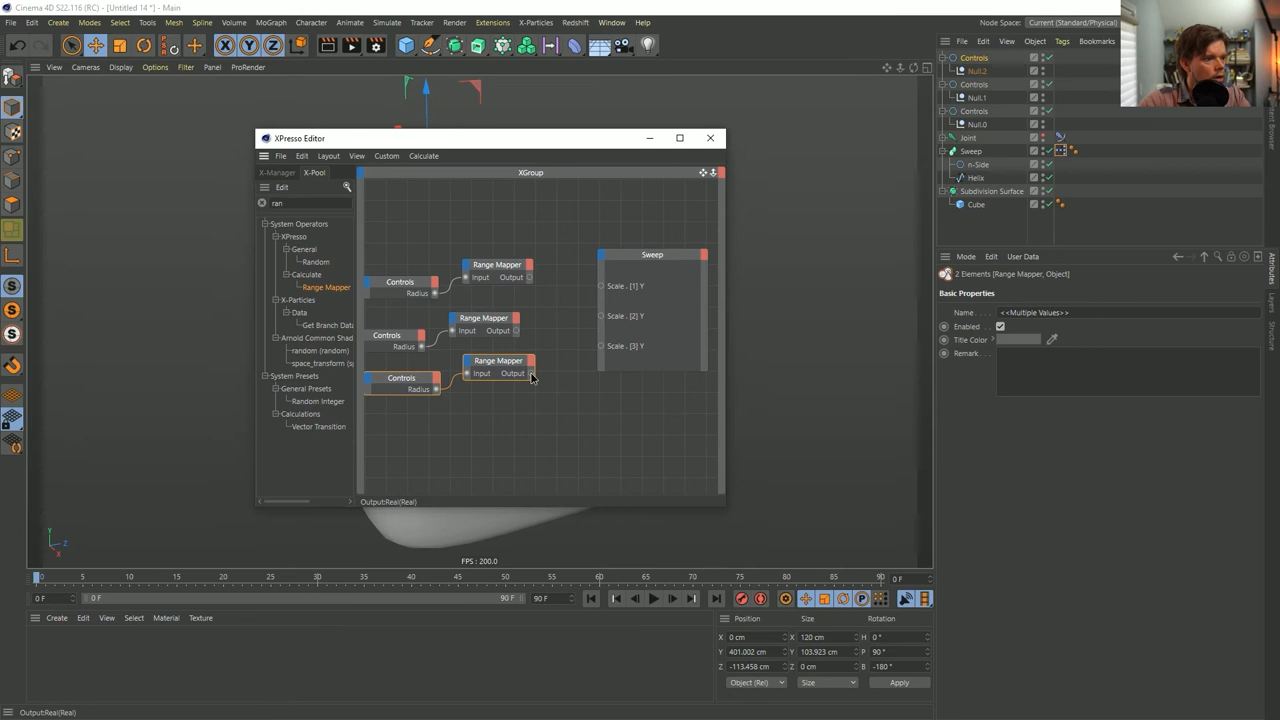 Cinema 4D S22.116 (RC) - [Untitled 14 *] - Main
File Edit Create Modes Select Tools Mesh Spline Volume MoGraph Character Animate Simulate Tracker Render Extensions X-Particles Redshift Window Help
Node Space: Current (Standard/Physical)
View Cameras Display Options Filter Panel ProRender
File Edit View Object Tags Bookmarks
Controls
Null.2
Controls
Null.1
Controls
Null.0
Joint
Sweep
n-Side
Helix
Subdivision Surface
Cube
XPresso Editor
File Edit Layout View Custom Calculate
X-Manager X-Pool
Edit
ran
System Operators
XPresso
General
Random
Calculate
Range Mapper
X-Particles
Data
Get Branch Data
Arnold Common Shad
random (random)
space_transform (s
System Presets
General Presets
Random Integer
Calculations
Vector Transition
XGroup
Controls
Radius
Range Mapper
Input Output
Controls
Radius
Range Mapper
Input Output
Controls
Radius
Range Mapper
Input Output
Sweep
Scale . [1] Y
Scale . [2] Y
Scale . [3] Y
Output:Real(Real)
Mode Edit User Data
2 Elements [Range Mapper, Object]
Basic Properties
Name <<Multiple Values>>
Enabled
Title Color
Remark
Content Browser
Attributes
Layers
Structure
Y
Z
X
FPS : 200.0
0 5 10 15 20 25 30 35 40 45 50 55 60 65 70 75 80 85 90
0 F
0 F
0 F
90 F
90 F
Create Edit View Select Material Texture
Position Size Rotation
X 0 cm X 120 cm H 0 °
Y 401.002 cm Y 103.923 cm P 90 °
Z -113.458 cm Z 0 cm B -180 °
Object (Rel) Size Apply
Output:Real(Real)